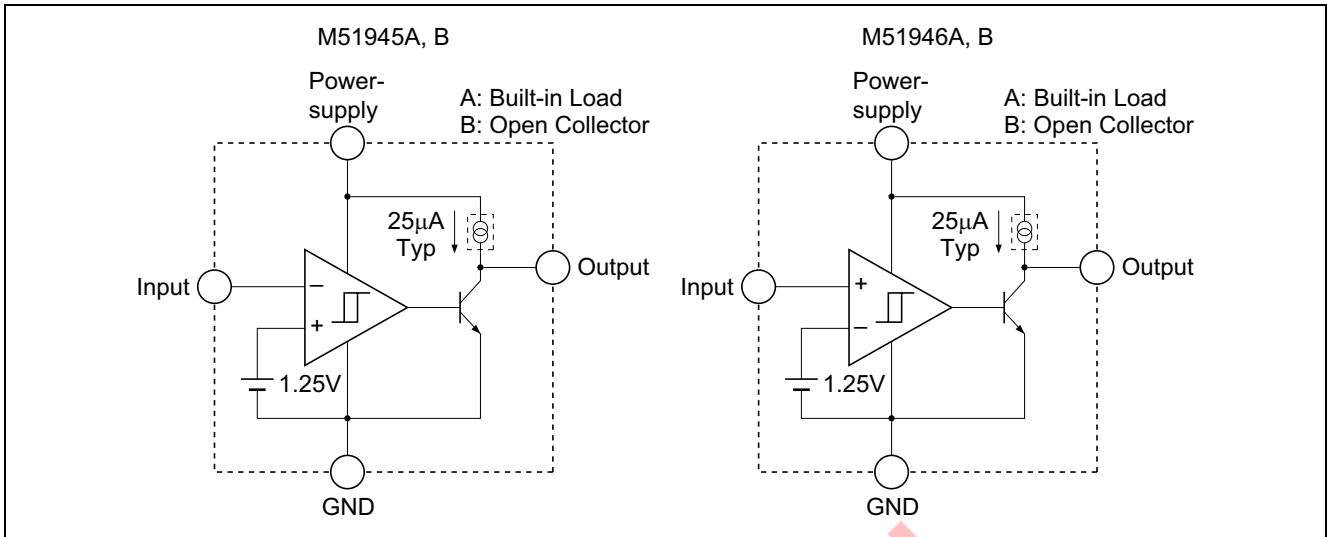 M51945A, B
Power-
supply
A: Built-in Load
B: Open Collector
25μA
Typ
Input
−
+
Output
1.25V
GND
M51946A, B
Power-
supply
A: Built-in Load
B: Open Collector
25μA
Typ
Input
+
−
Output
1.25V
GND